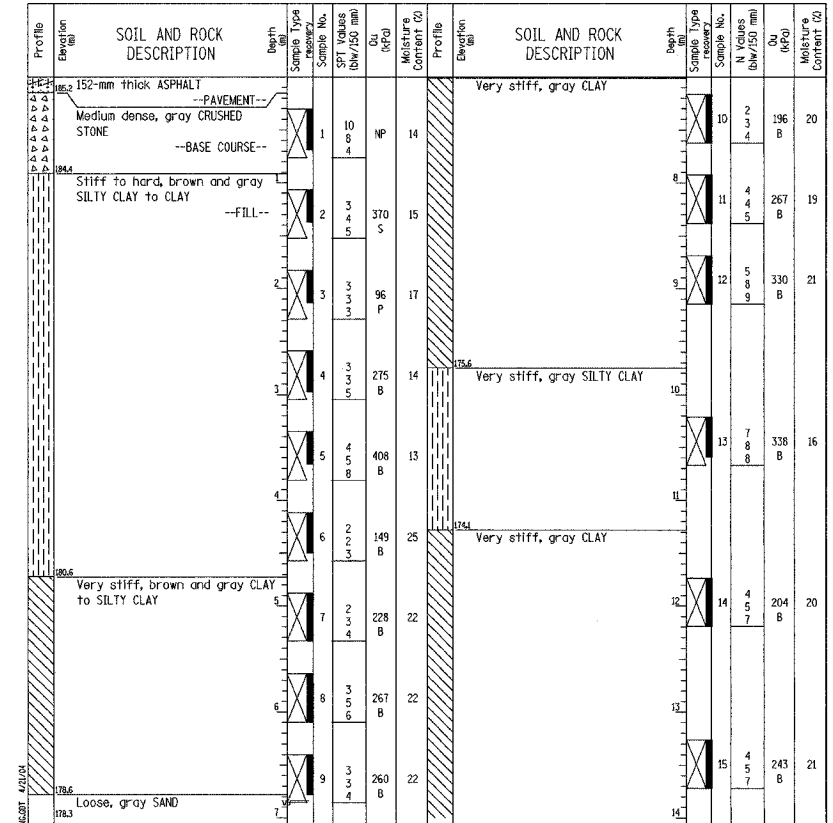 Profile
Elevation (m)
SOIL AND ROCK DESCRIPTION
Depth (m)
Sample Type recovery
Sample No.
SPT Values (blw/150 mm)
Qu (kPa)
Moisture Content (%)
185.2 152-mm thick ASPHALT
--PAVEMENT--
Medium dense, gray CRUSHED
STONE
--BASE COURSE--
1 10 8 4 NP 14
184.4
Stiff to hard, brown and gray
SILTY CLAY to CLAY
--FILL--
2 3 4 5 370 S 15
2
3 3 3 3 96 P 17
3
4 3 3 5 275 B 14
5 4 5 8 408 B 13
4
6 2 2 3 149 B 25
180.6
Very stiff, brown and gray CLAY
to SILTY CLAY
5
7 2 3 4 228 B 22
6
8 3 5 6 267 B 22
9 3 3 4 260 B 22
178.6
Loose, gray SAND
178.3
7
4/21/04
Profile
Elevation (m)
SOIL AND ROCK DESCRIPTION
Depth (m)
Sample Type recovery
Sample No.
N Values (blw/150 mm)
Qu (kPa)
Moisture Content (%)
Very stiff, gray CLAY
10 2 3 4 196 B 20
8
11 4 4 5 267 B 19
9
12 5 8 9 330 B 21
175.6
Very stiff, gray SILTY CLAY
10
13 7 8 8 338 B 16
11
174.1
Very stiff, gray CLAY
12
14 4 5 7 204 B 20
13
15 4 5 7 243 B 21
14